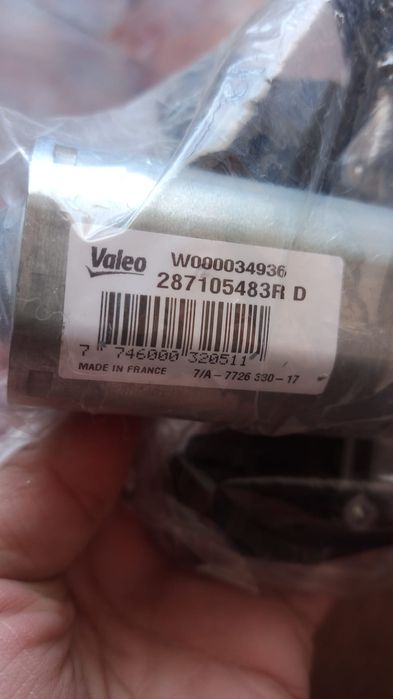 Valeo W000034936
287105483R D
7 746000 320511
MADE IN FRANCE 7/A-7726 330-17